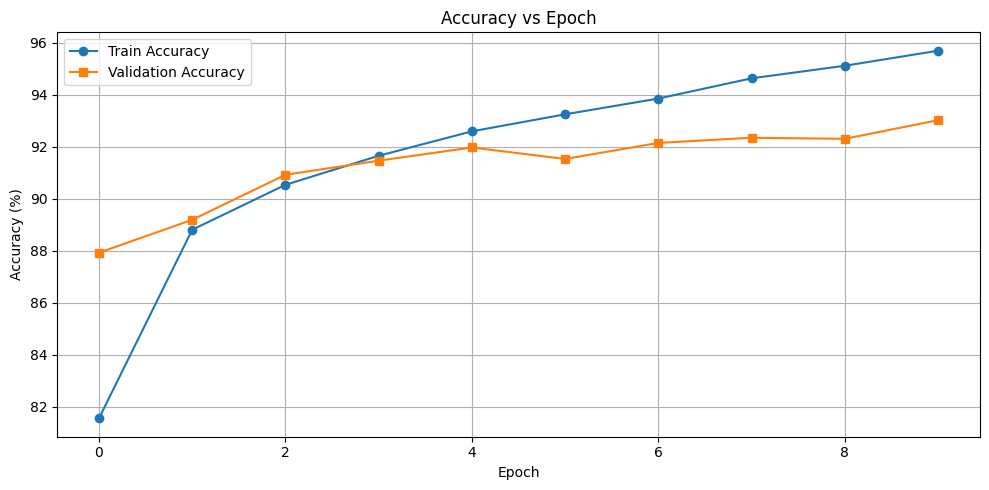 Accuracy vs Epoch
Train Accuracy
Validation Accuracy
Accuracy (%)
96
94
92
90
88
86
84
82
0 2 4 6 8
Epoch